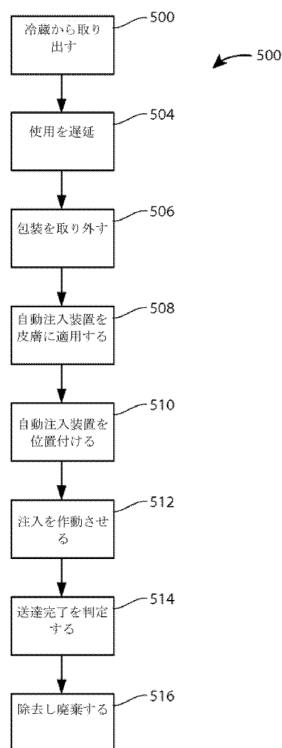 500
冷蔵から取り
出す
500
504
使用を遅延
506
包装を取り外す
508
自動注入装置を
皮膚に適用する
510
自動注入装置を
位置付ける
512
注入を作動させ
る
514
送達完了を判定
する
516
除去し廃棄する